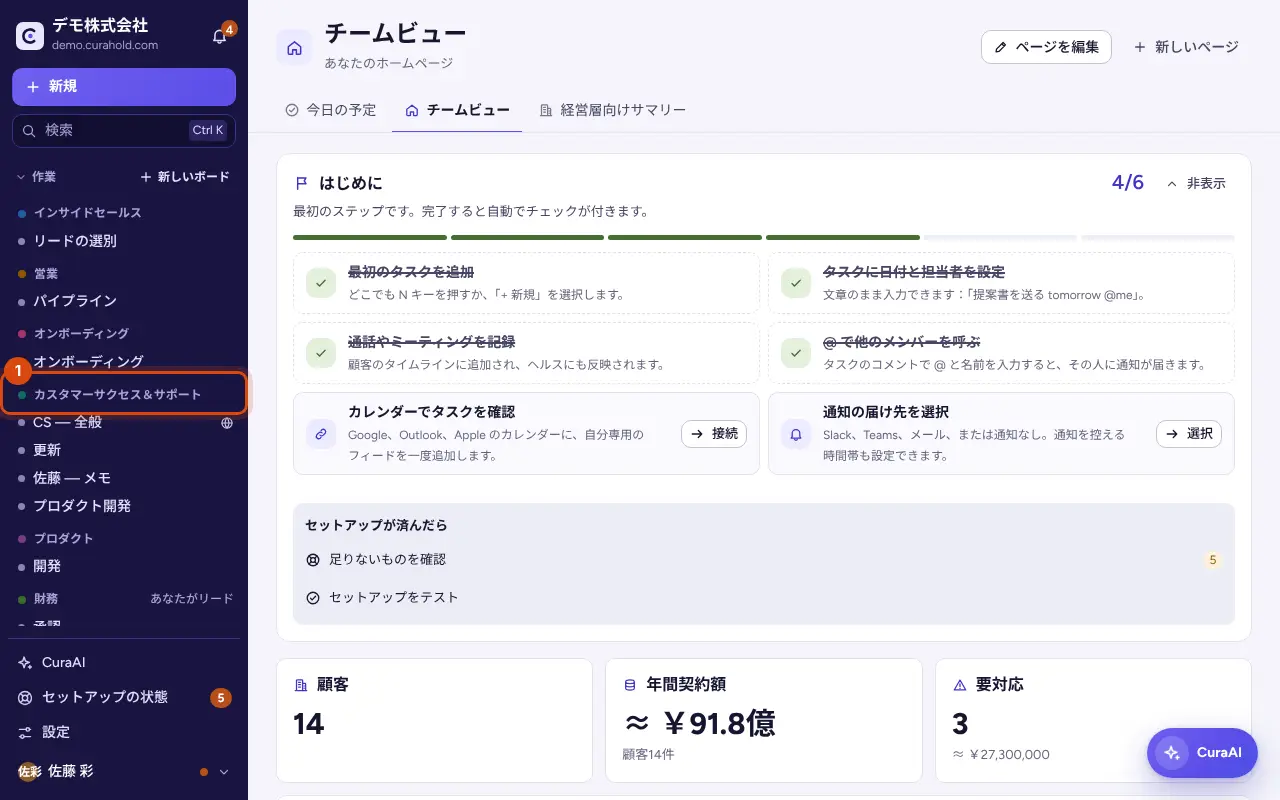 デモ株式会社
demo.curahold.com
4
+ 新規
検索
Ctrl K
作業
+ 新しいボード
インサイドセールス
リードの選別
営業
パイプライン
オンボーディング
オンボーディング
1
カスタマーサクセス＆サポート
CS — 全般
更新
佐藤 — メモ
プロダクト開発
プロダクト
開発
財務
あなたがリード
承認
CuraAI
セットアップの状態
5
設定
佐彩
佐藤 彩
チームビュー
あなたのホームページ
ページを編集
+ 新しいページ
今日の予定
チームビュー
経営層向けサマリー
はじめに
4/6
非表示
最初のステップです。完了すると自動でチェックが付きます。
最初のタスクを追加
どこでも N キーを押すか、「+ 新規」を選択します。
タスクに日付と担当者を設定
文章のまま入力できます：「提案書を送る tomorrow @me」。
通話やミーティングを記録
顧客のタイムラインに追加され、ヘルスにも反映されます。
@ で他のメンバーを呼ぶ
タスクのコメントで @ と名前を入力すると、その人に通知が届きます。
カレンダーでタスクを確認
Google、Outlook、Apple のカレンダーに、自分専用の
フィードを一度追加します。
→ 接続
通知の届け先を選択
Slack、Teams、メール、または通知なし。通知を控える
時間帯も設定できます。
→ 選択
セットアップが済んだら
足りないものを確認
5
セットアップをテスト
顧客
14
年間契約額
≈ ￥91.8億
顧客14件
要対応
3
≈ ￥27,300,000
CuraAI